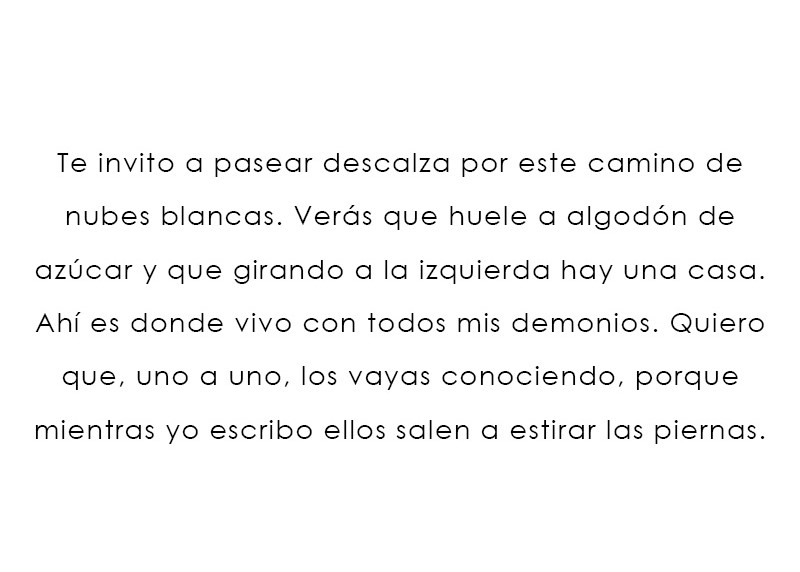 Te invito a pasear descalza por este camino de
nubes blancas. Verás que huele a algodón de
azúcar y que girando a la izquierda hay una casa.
Ahí es donde vivo con todos mis demonios. Quiero
que, uno a uno, los vayas conociendo, porque
mientras yo escribo ellos salen a estirar las piernas.